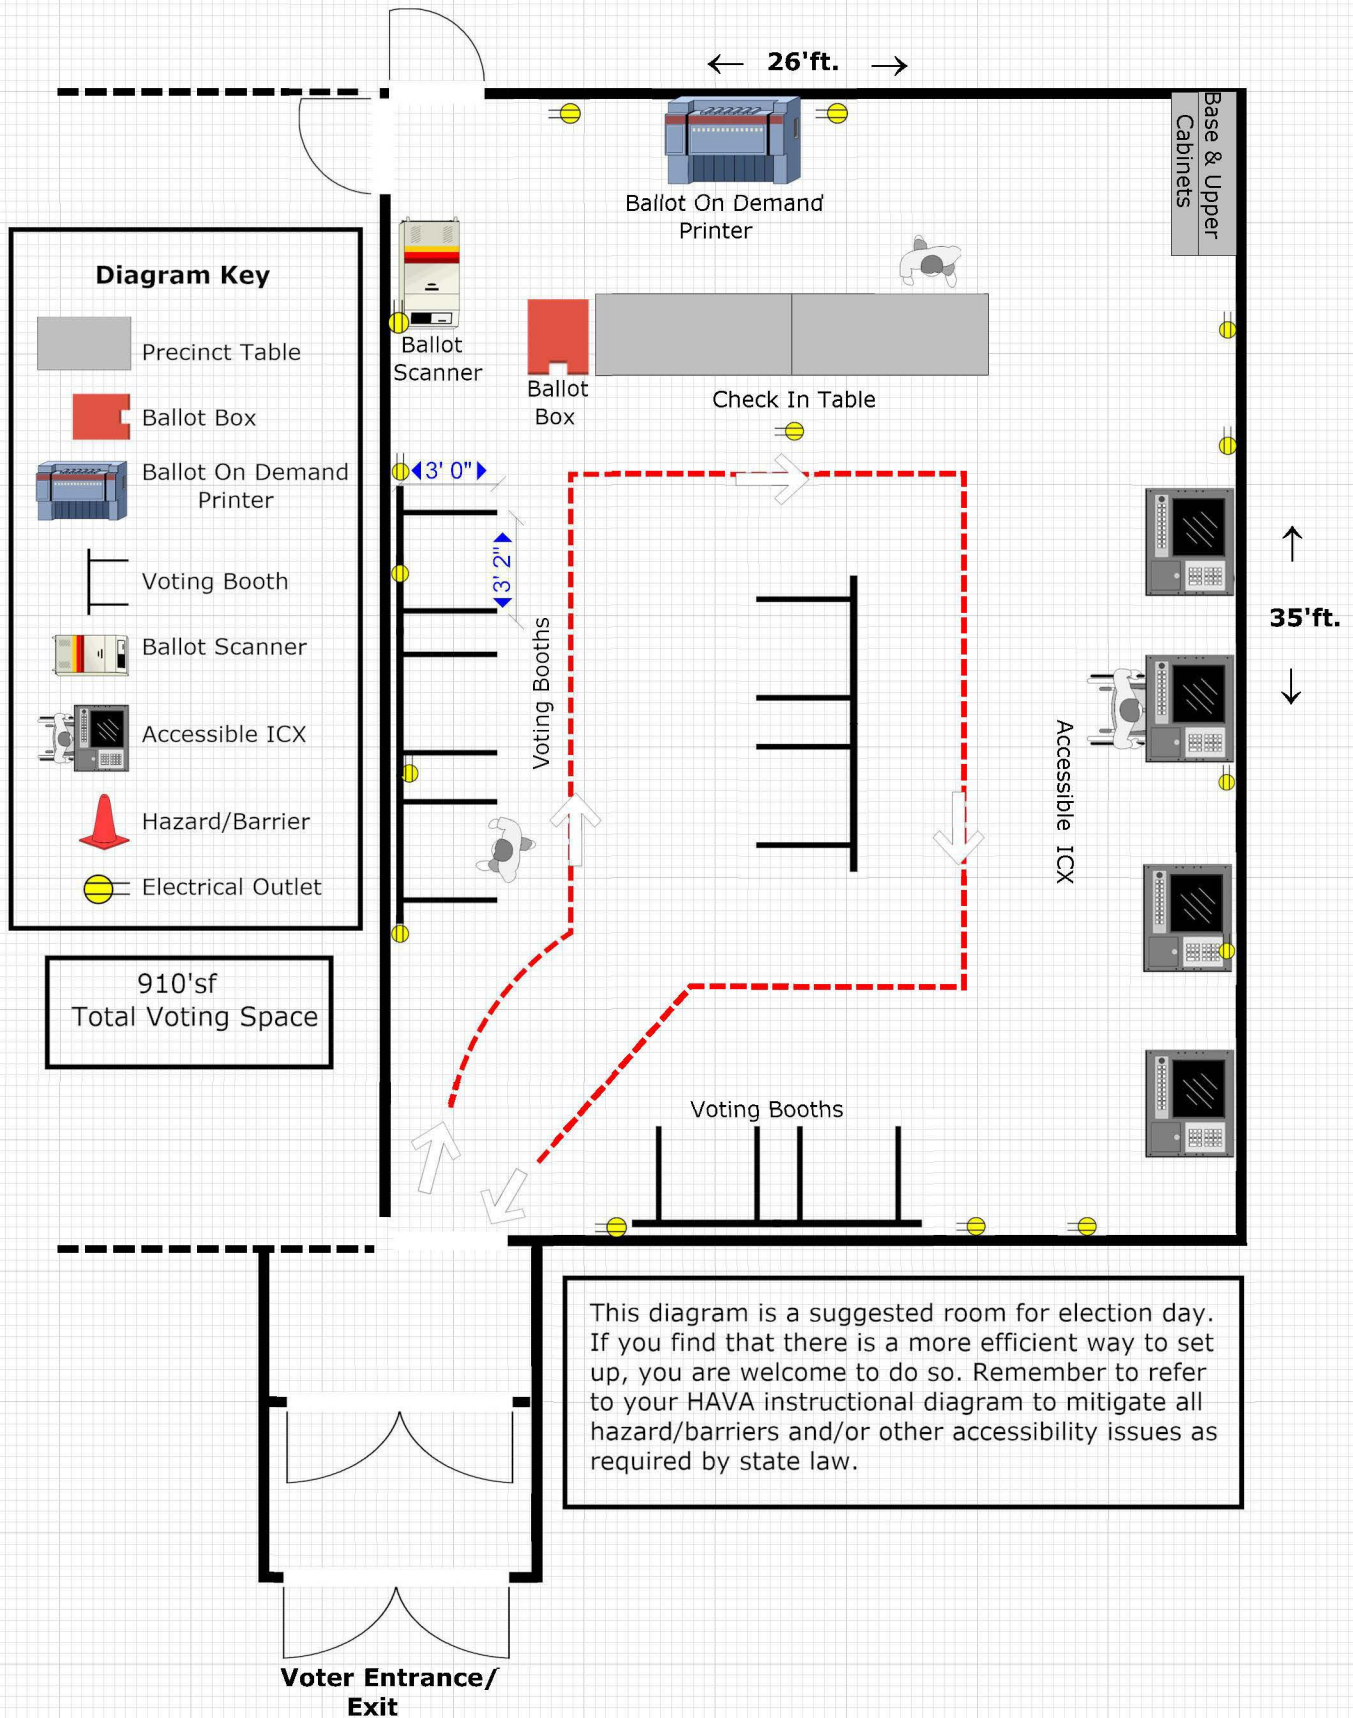 26'ft.
Base & Upper
Cabinets
Ballot On Demand
Printer
Diagram Key
Precinct Table
Ballot Box
Ballot On Demand
Printer
Voting Booth
Ballot Scanner
Accessible ICX
Hazard/Barrier
Electrical Outlet
Ballot
Scanner
Ballot
Box
Check In Table
3' 0"
3' 2"
Voting Booths
35'ft.
Accessible ICX
910'sf
Total Voting Space
Voting Booths
This diagram is a suggested room for election day.
If you find that there is a more efficient way to set
up, you are welcome to do so. Remember to refer
to your HAVA instructional diagram to mitigate all
hazard/barriers and/or other accessibility issues as
required by state law.
Voter Entrance/
Exit